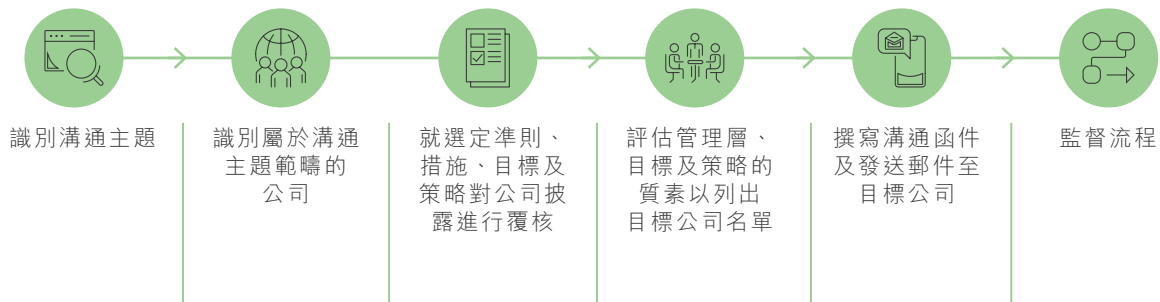 識別溝通主題
識別屬於溝通
主題範疇的
公司
就選定準則、
措施、目標及
策略對公司披
露進行覆核
評估管理層、
目標及策略的
質素以列出
目標公司名單
撰寫溝通函件
及發送郵件至
目標公司
監督流程